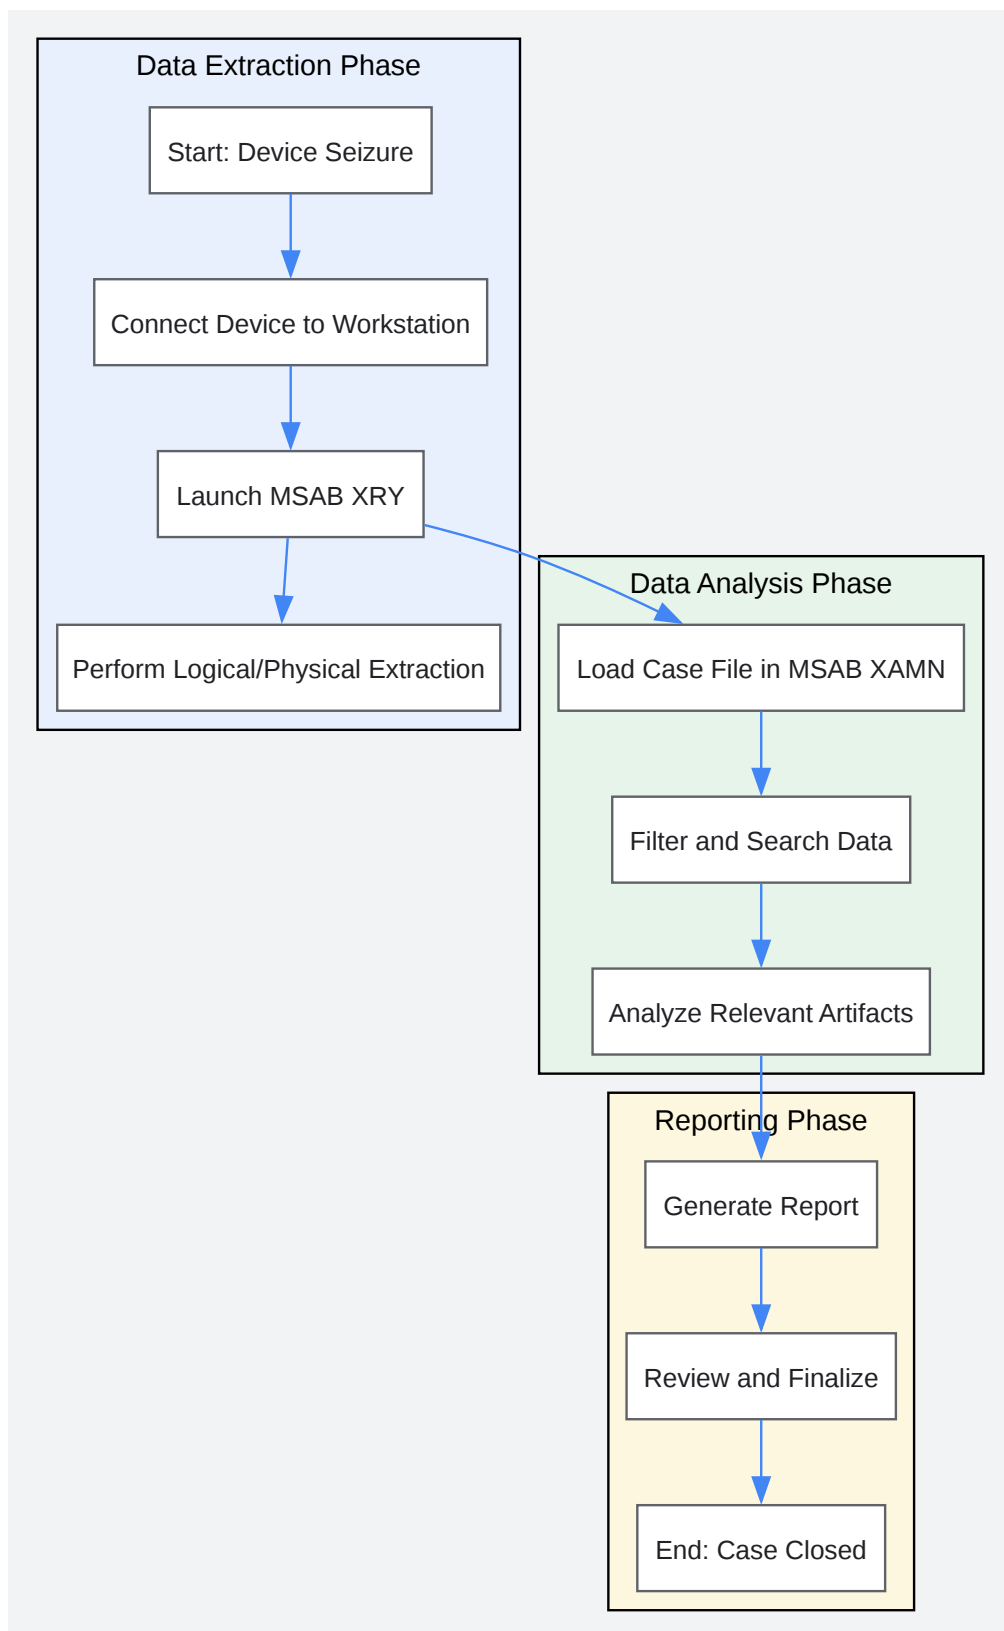 Data Extraction Phase
Start: Device Seizure
Connect Device to Workstation
Launch MSAB XRY
Perform Logical/Physical Extraction
Data Analysis Phase
Load Case File in MSAB XAMN
Filter and Search Data
Analyze Relevant Artifacts
Reporting Phase
Generate Report
Review and Finalize
End: Case Closed